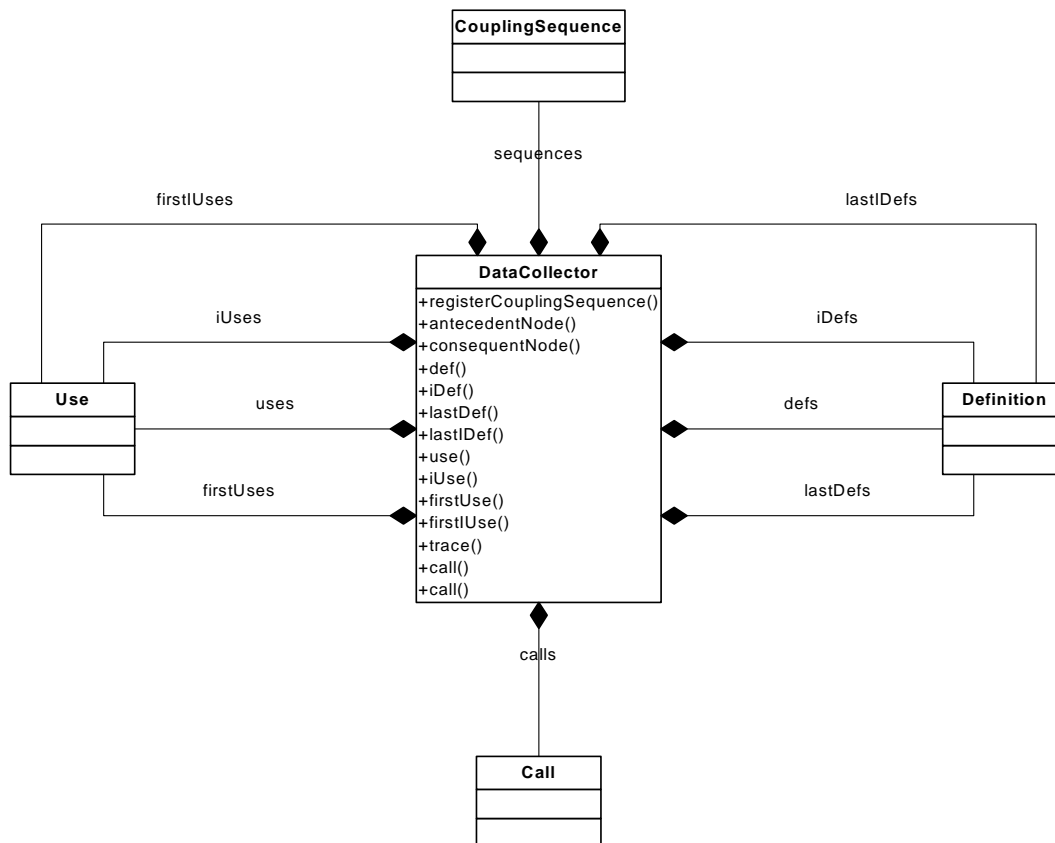 CouplingSequence
sequences
firstIUses
lastIDefs
DataCollector
+registerCouplingSequence()
+antecedentNode()
+consequentNode()
+def()
+iDef()
+lastDef()
+lastIDef()
+use()
+iUse()
+firstUse()
+firstIUse()
+trace()
+call()
+call()
iUses
iDefs
Use
uses
defs
Definition
firstUses
lastDefs
calls
Call